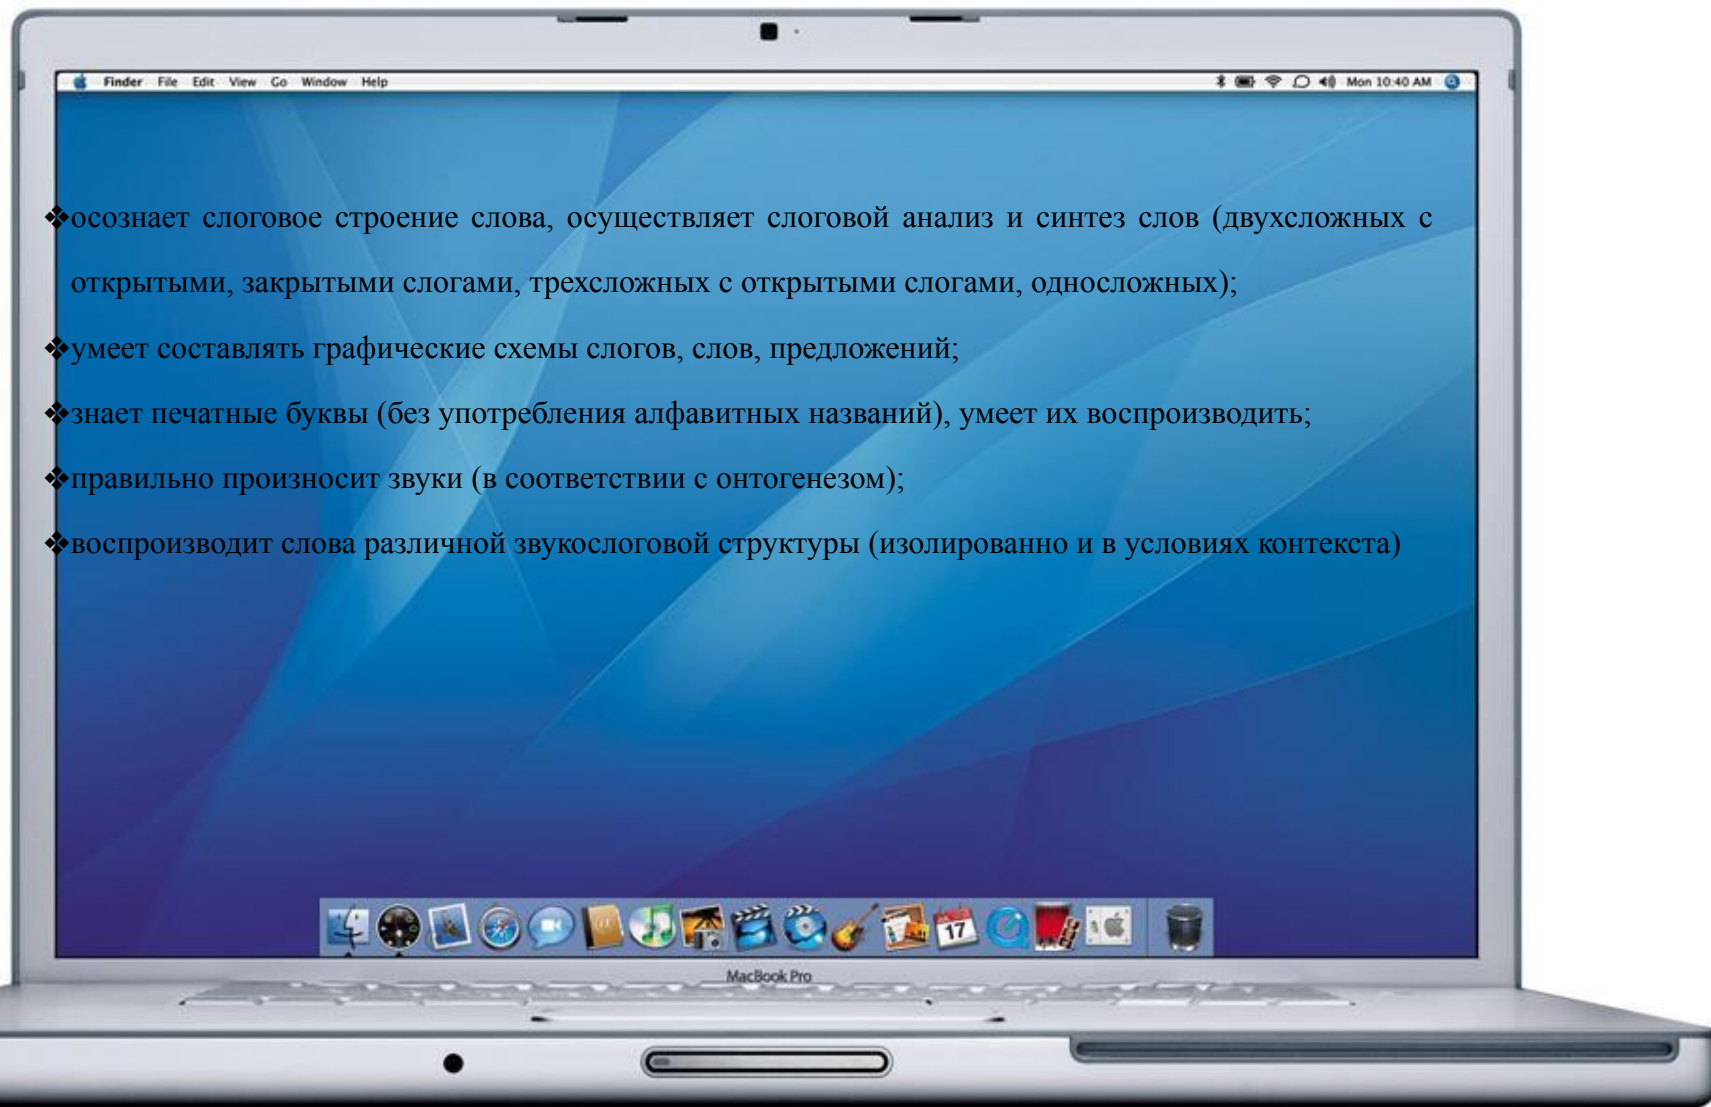 Finder File Edit View Go Window Help Mon 10:40 AM
❖осознает слоговое строение слова, осуществляет слоговой анализ и синтез слов (двухсложных с
открытыми, закрытыми слогами, трехсложных с открытыми слогами, односложных);
❖умеет составлять графические схемы слогов, слов, предложений;
❖знает печатные буквы (без употребления алфавитных названий), умеет их воспроизводить;
❖правильно произносит звуки (в соответствии с онтогенезом);
❖воспроизводит слова различной звукослоговой структуры (изолированно и в условиях контекста)
17
MacBook Pro